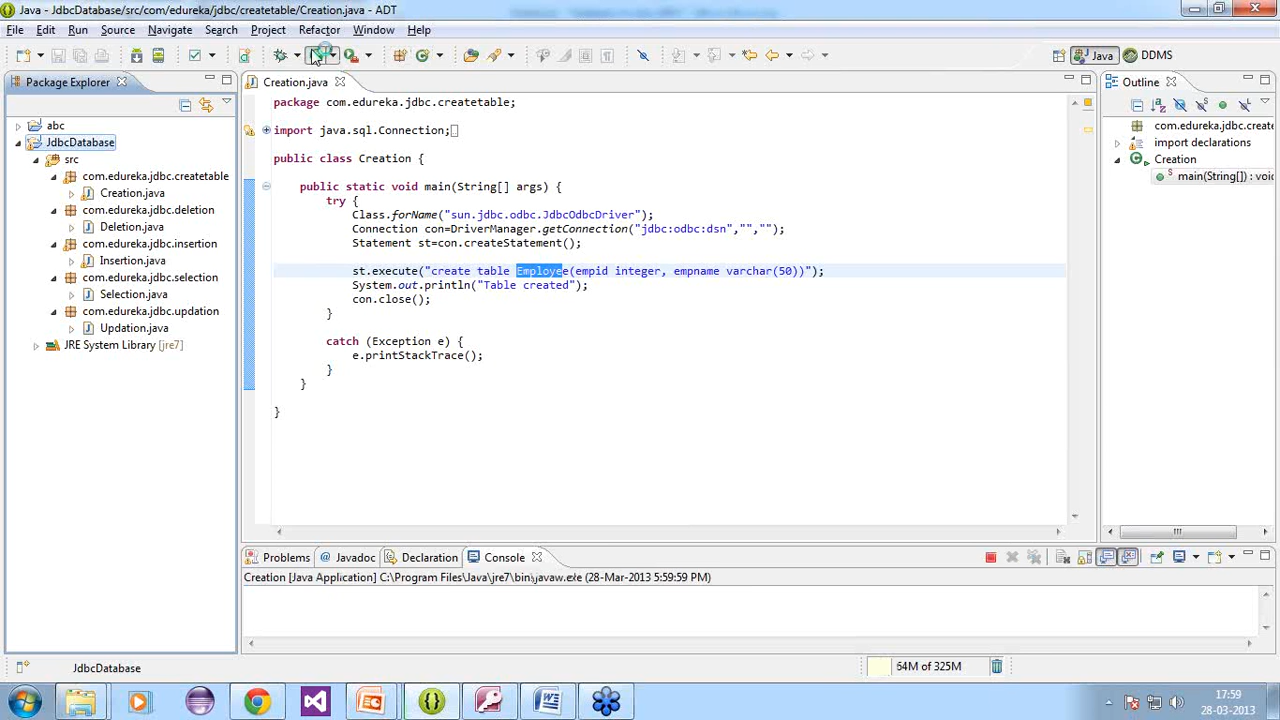 Java - JdbcDatabase/src/com/edureka/jdbc/createtable/Creation.java - ADT
File Edit Run Source Navigate Search Project Refactor Window Help
Java DDMS
Package Explorer
abc
JdbcDatabase
src
com.edureka.jdbc.createtable
Creation.java
com.edureka.jdbc.deletion
Deletion.java
com.edureka.jdbc.insertion
Insertion.java
com.edureka.jdbc.selection
Selection.java
com.edureka.jdbc.updation
Updation.java
JRE System Library [jre7]
Creation.java
package com.edureka.jdbc.createtable;
import java.sql.Connection;
public class Creation {
public static void main(String[] args) {
try {
Class.forName("sun.jdbc.odbc.JdbcOdbcDriver");
Connection con=DriverManager.getConnection("jdbc:odbc:dsn","","");
Statement st=con.createStatement();
st.execute("create table Employee(empid integer, empname varchar(50))");
System.out.println("Table created");
con.close();
}
catch (Exception e) {
e.printStackTrace();
}
}
}
Outline
com.edureka.jdbc.create
import declarations
Creation
main(String[]) : void
Problems Javadoc Declaration Console
Creation [Java Application] C:\Program Files\Java\jre7\bin\javaw.exe (28-Mar-2013 5:59:59 PM)
JdbcDatabase
64M of 325M
17:59
28-03-2013